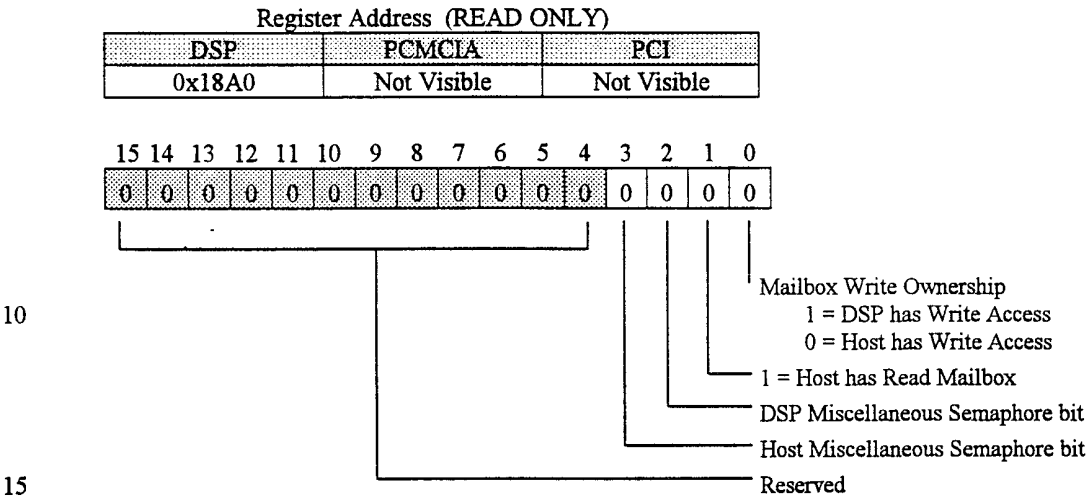 Register Address (READ ONLY)
DSP PCMCIA PCI
0x18A0 Not Visible Not Visible
15 14 13 12 11 10 9 8 7 6 5 4 3 2 1 0
0 0 0 0 0 0 0 0 0 0 0 0 0 0 0 0
Mailbox Write Ownership
10 1 = DSP has Write Access
0 = Host has Write Access
1 = Host has Read Mailbox
DSP Miscellaneous Semaphore bit
Host Miscellaneous Semaphore bit
15 Reserved